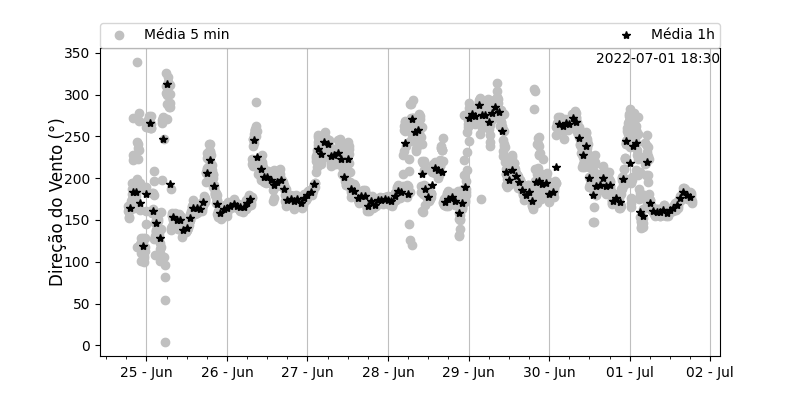 Média 5 min
Média 1h
2022-07-01 18:30
Direção do Vento (°)
350
300
250
200
150
100
50
0
25 - Jun
26 - Jun
27 - Jun
28 - Jun
29 - Jun
30 - Jun
01 - Jul
02 - Jul